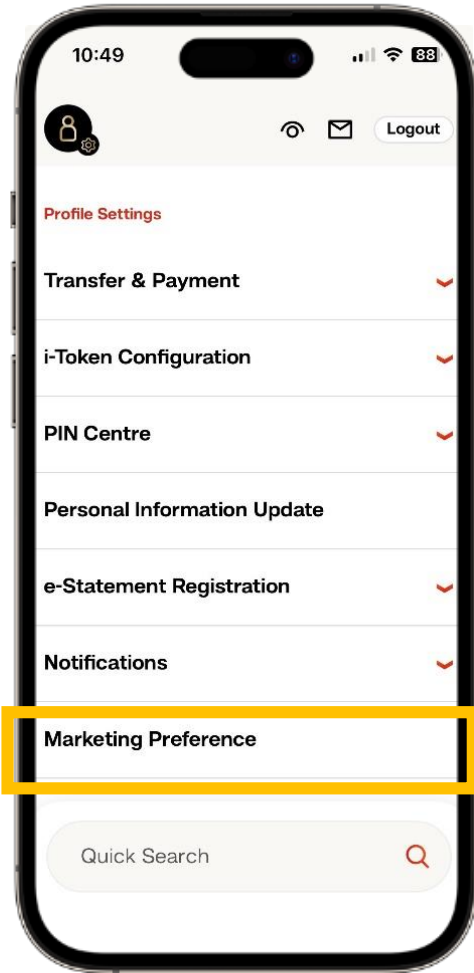 10:49
88
Logout
Profile Settings
Transfer & Payment
i-Token Configuration
PIN Centre
Personal Information Update
e-Statement Registration
Notifications
Marketing Preference
Quick Search